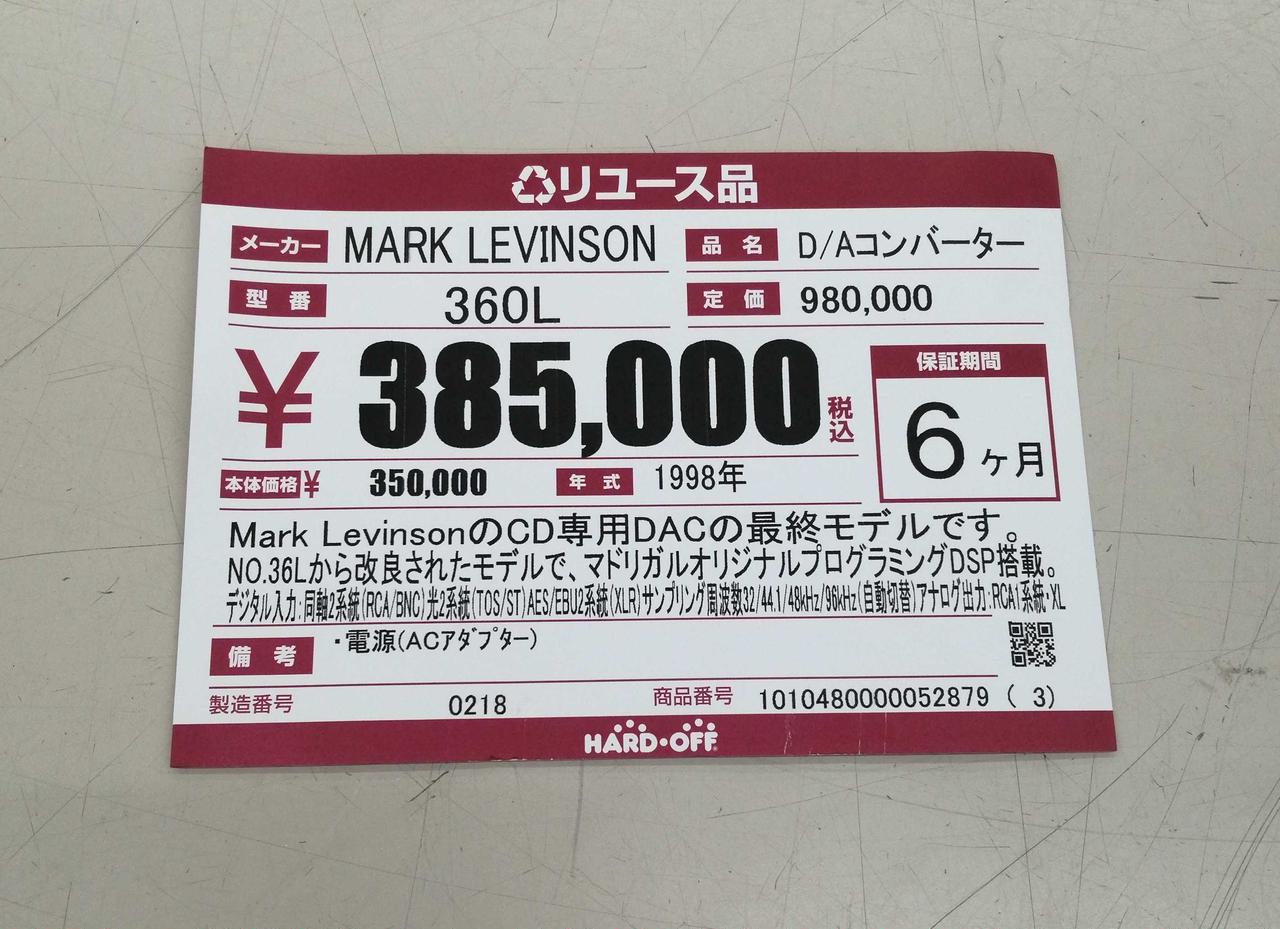 リユース品
メーカー MARK LEVINSON 品名 D/Aコンバーター
型番 360L 定価 980,000
¥ 385,000 税込
保証期間
6ヶ月
本体価格¥ 350,000 年式 1998年
Mark LevinsonのCD専用DACの最終モデルです。
NO.36Lから改良されたモデルで、マドリガルオリジナルプログラミングDSP搭載。
デジタル入力:同軸2系統(RCA/BNC)光2系統(TOS/ST)AES/EBU2系統(XLR)サンプリング周波数32/44.1/48kHz/96kHz(自動切替)アナログ出力:RCA1系統・XL
備考 ・電源(ACアダプター)
製造番号 0218 商品番号 1010480000052879 ( 3)
HARD・OFF